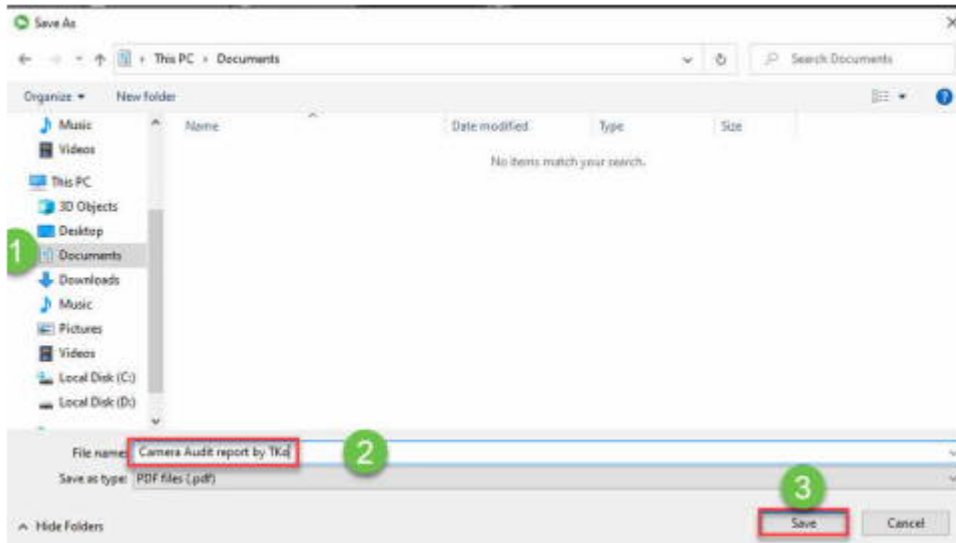 Save As
This PC › Documents
Search Documents
Organize
New folder
Name
Date modified
Type
Size
No items match your search.
Music
Videos
This PC
3D Objects
Desktop
1
Documents
Downloads
Music
Pictures
Videos
Local Disk (C:)
Local Disk (D:)
File name: Camera Audit report by TKa
2
Save as type: PDF files (.pdf)
3
Hide Folders
Save
Cancel